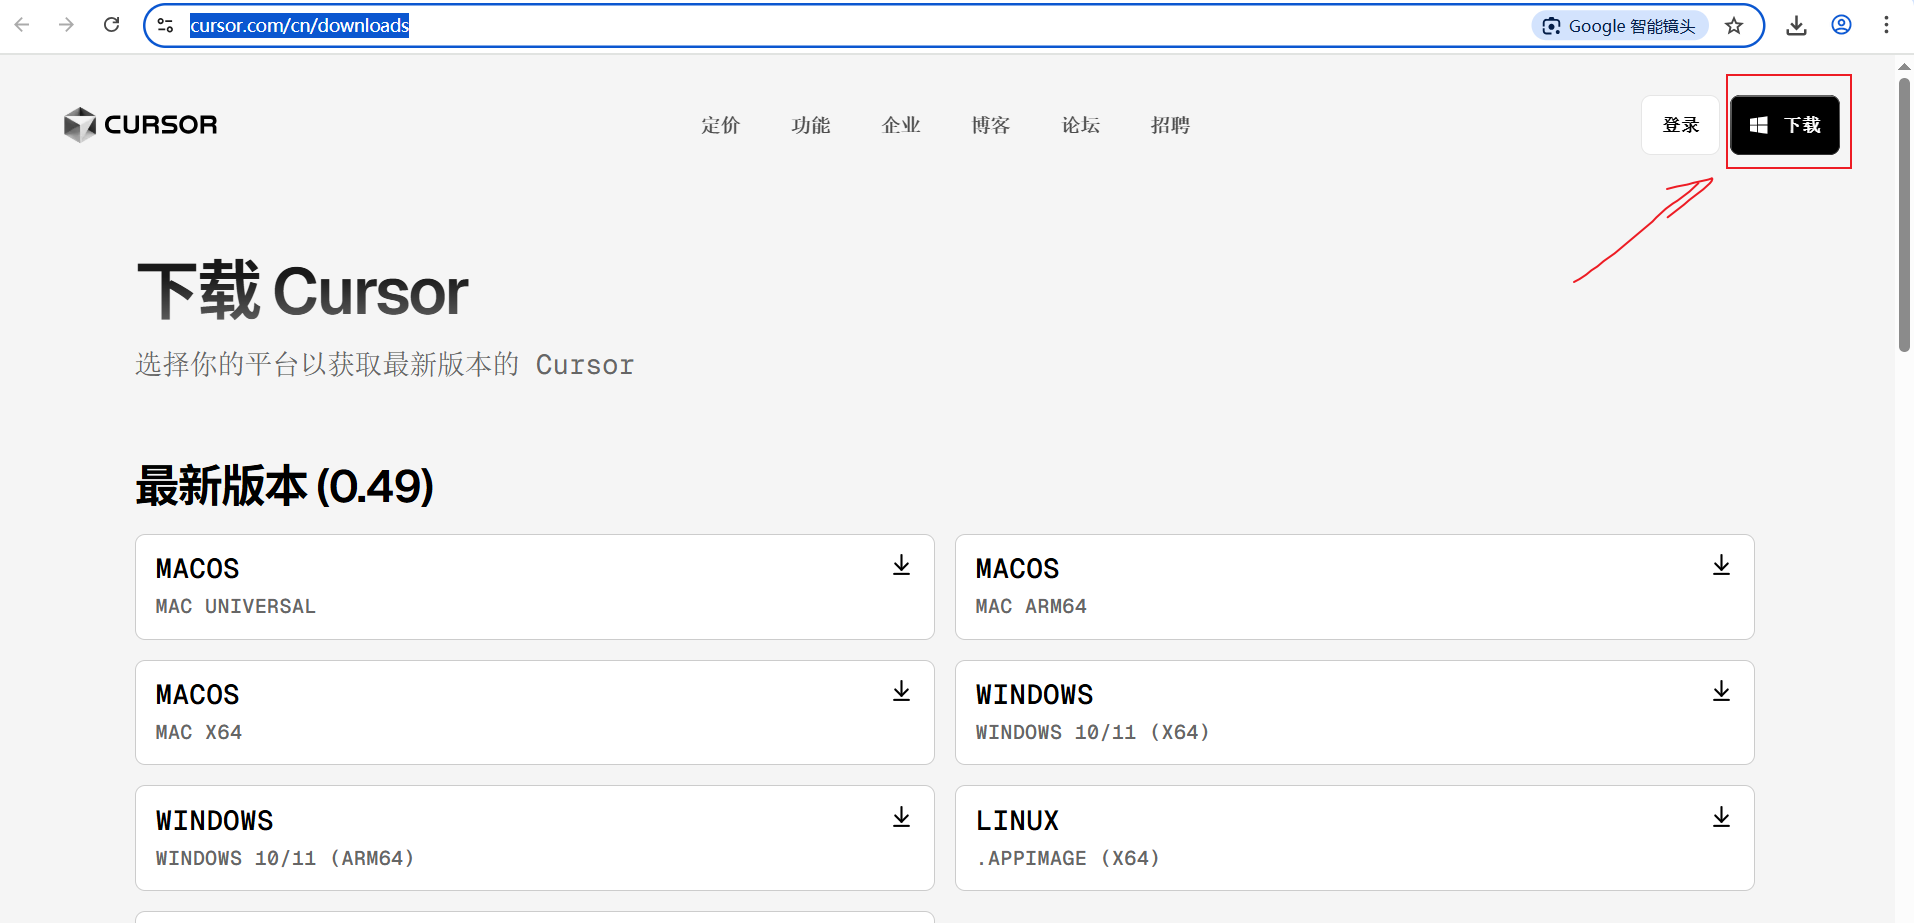 cursor.com/cn/downloads
Google 智能镜头
CURSOR
定价 功能 企业 博客 论坛 招聘
登录 下载
下载 Cursor
选择你的平台以获取最新版本的 Cursor
最新版本 (0.49)
MACOS
MAC UNIVERSAL
MACOS
MAC ARM64
MACOS
MAC X64
WINDOWS
WINDOWS 10/11 (X64)
WINDOWS
WINDOWS 10/11 (ARM64)
LINUX
.APPIMAGE (X64)